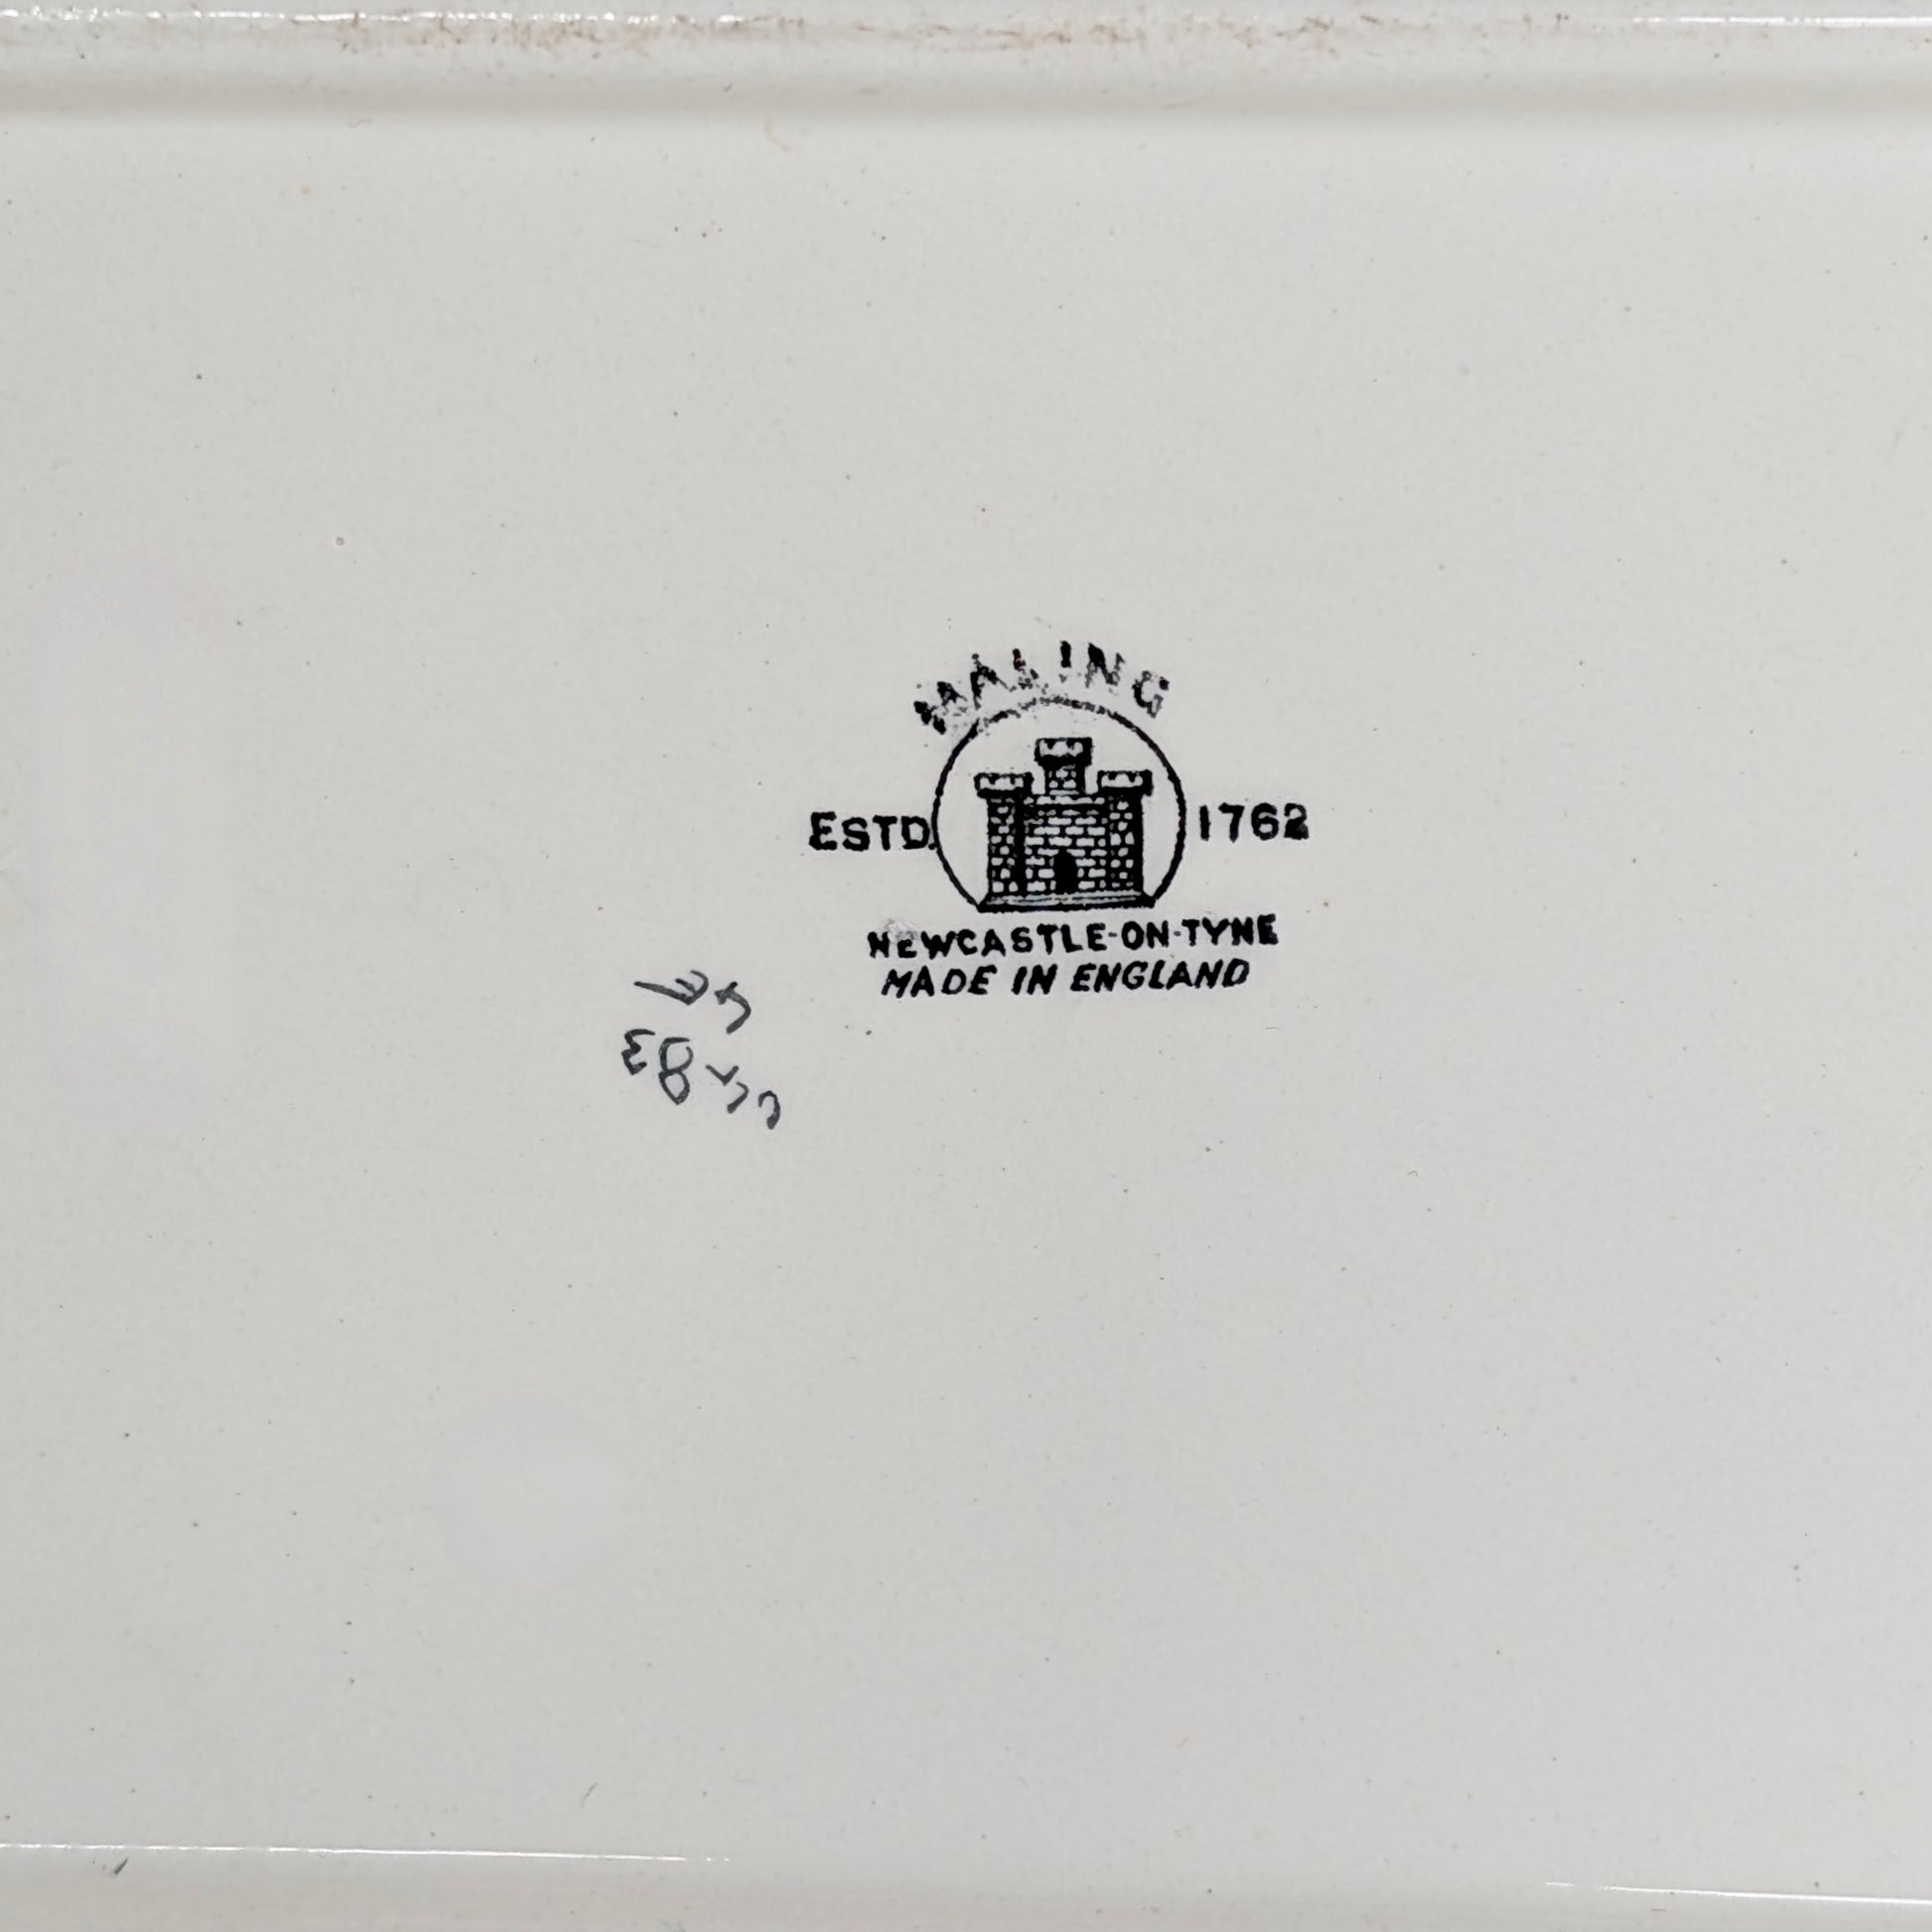 MALING
ESTD. 1762
NEWCASTLE-ON-TYNE
MADE IN ENGLAND